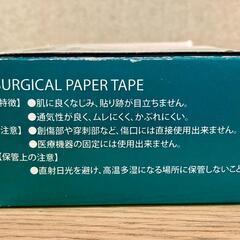 SURGICAL PAPER TAPE
特徴】 ●肌に良くなじみ、貼り跡が目立ちません。
●通気性が良く、ムレにくく、かぶれにくい。
注意】 ●創傷部や穿刺部など、傷口には直接使用出来ません。
●医療機器の固定には使用出来ません。
保管上の注意】
●直射日光を避け、高温多湿になる場所に保管しないこと